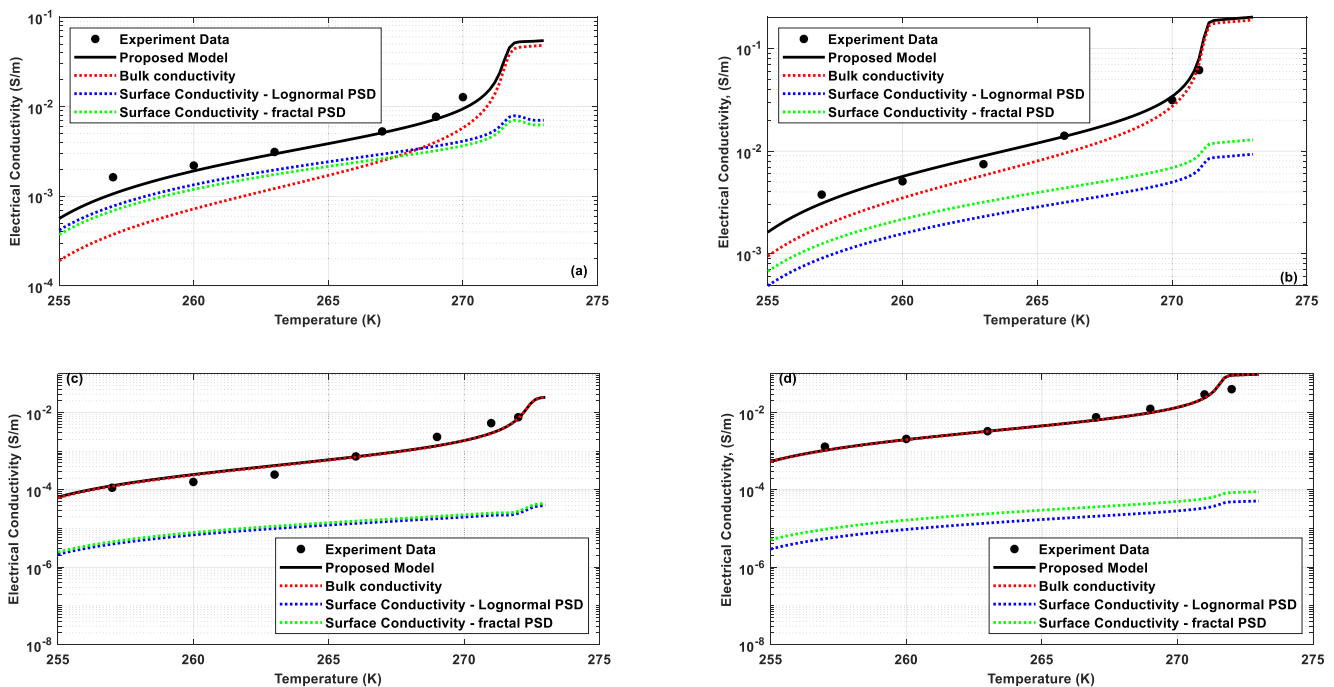 Electrical Conductivity (S/m)
10^-1
10^-2
10^-3
10^-4
Experiment Data
Proposed Model
Bulk conductivity
Surface Conductivity - Lognormal PSD
Surface Conductivity - fractal PSD
(a)
255 260 265 270 275
Temperature (K)
Electrical Conductivity, (S/m)
10^-1
10^-2
10^-3
Experiment Data
Proposed Model
Bulk conductivity
Surface Conductivity - Lognormal PSD
Surface Conductivity - fractal PSD
(b)
255 260 265 270 275
Temperature (K)
Electrical Conductivity (S/m)
(c)
10^-2
10^-4
10^-6
10^-8
Experiment Data
Proposed Model
Bulk conductivity
Surface Conductivity - Lognormal PSD
Surface Conductivity - fractal PSD
255 260 265 270 275
Temperature (K)
Electrical Conductivity, (S/m)
(d)
10^-2
10^-4
10^-6
10^-8
Experiment Data
Proposed Model
Bulk conductivity
Surface Conductivity - Lognormal PSD
Surface Conductivity - fractal PSD
255 260 265 270 275
Temperature (K)